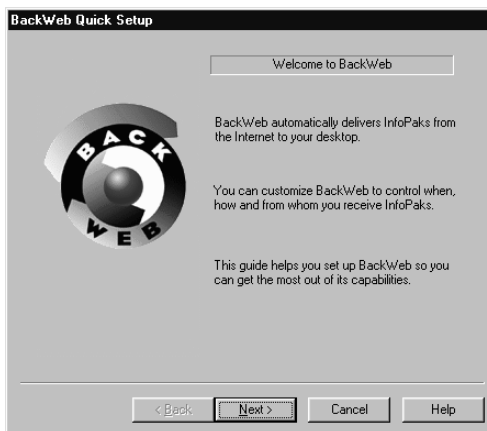 BackWeb Quick Setup
Welcome to BackWeb
BACK
WEB
BackWeb automatically delivers InfoPaks from
the Internet to your desktop.
You can customize BackWeb to control when,
how and from whom you receive InfoPaks.
This guide helps you set up BackWeb so you
can get the most out of its capabilities.
< Back
Next >
Cancel
Help